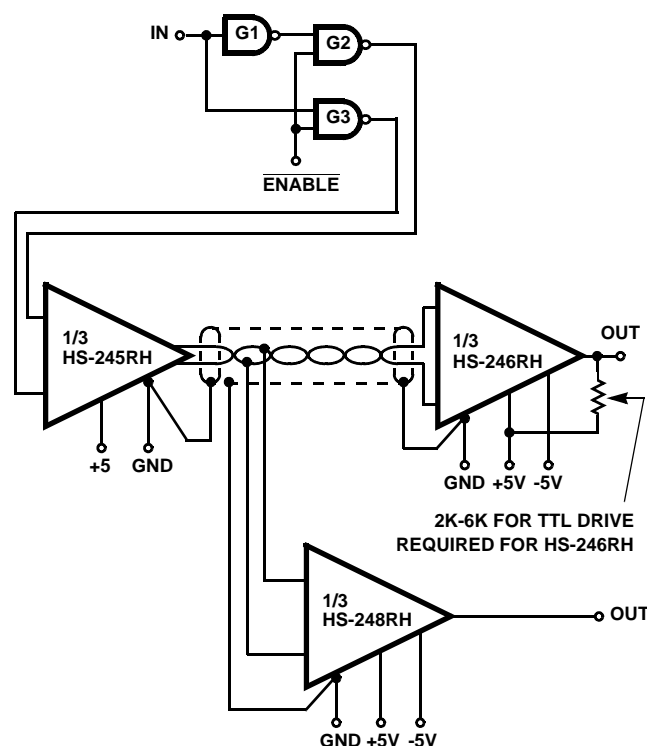 IN
G1
G2
G3
ENABLE
1/3
HS-245RH
+5
GND
1/3
HS-246RH
OUT
GND
+5V
-5V
2K-6K FOR TTL DRIVE
REQUIRED FOR HS-246RH
1/3
HS-248RH
OUT
GND
+5V
-5V